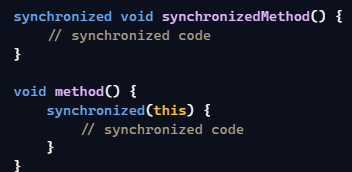 synchronized void synchronizedMethod() {
    // synchronized code
}

void method() {
    synchronized(this) {
        // synchronized code
    }
}